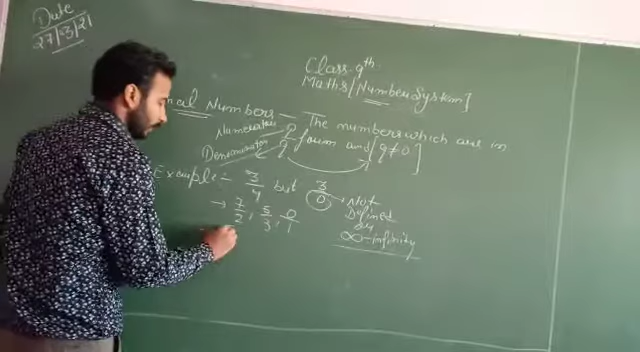 Date
27/3/21
Class-9th
Maths [Number System]
nal Numbers - The numbers which are in
Numerator p form and [q≠0]
Denominator q
Example = 3/4 but 3/0 → Not
Defined
∞-infinity
→ 7/2, 5/3, 0/1